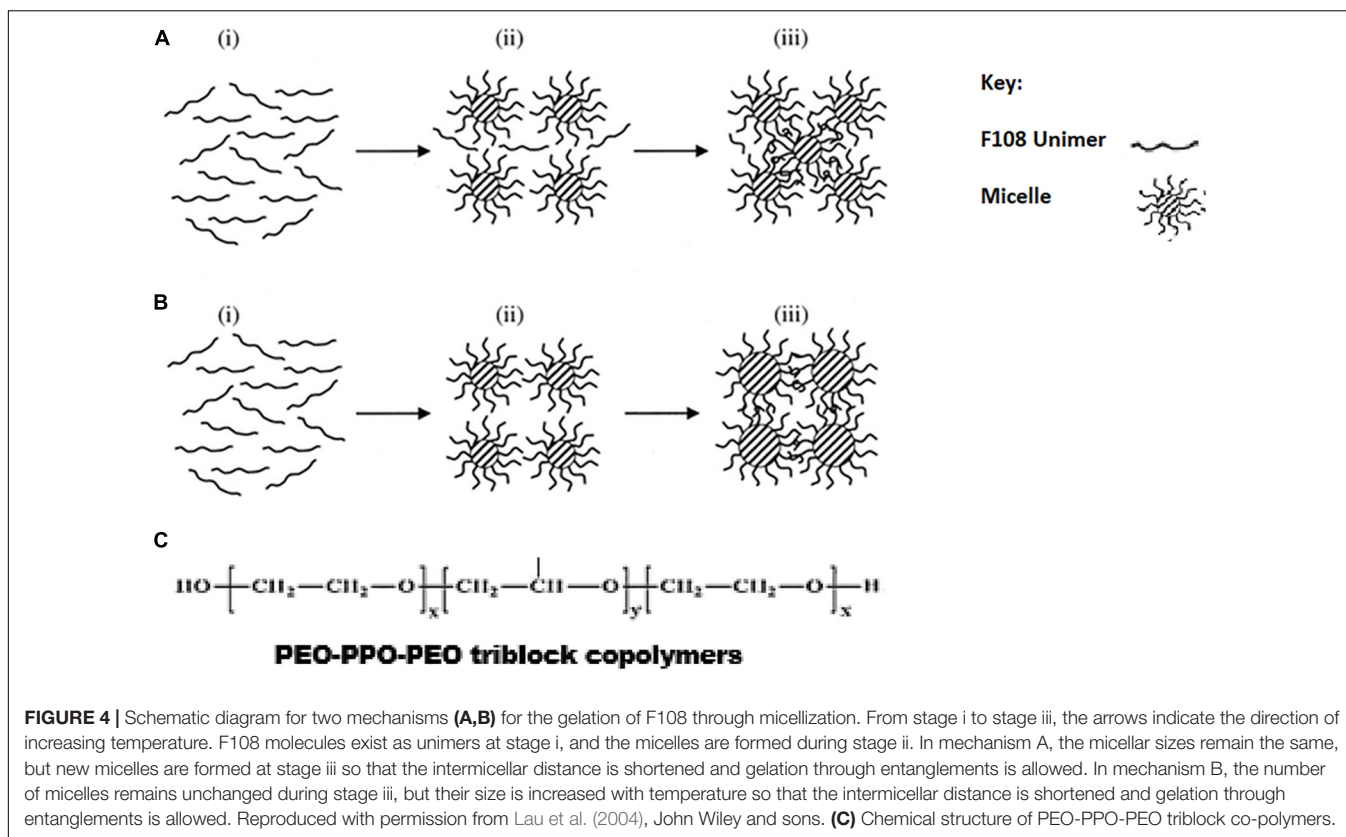 A (i) (ii) (iii)
Key:
F108 Unimer
Micelle
B (i) (ii) (iii)
C
HO—[—CH₂—CH₂—O—]ₓ—[—CH₂—CH—O—]ᵧ—[—CH₂—CH₂—O—]ₓ—H
PEO-PPO-PEO triblock copolymers
FIGURE 4 | Schematic diagram for two mechanisms (A,B) for the gelation of F108 through micellization. From stage i to stage iii, the arrows indicate the direction of
increasing temperature. F108 molecules exist as unimers at stage i, and the micelles are formed during stage ii. In mechanism A, the micellar sizes remain the same,
but new micelles are formed at stage iii so that the intermicellar distance is shortened and gelation through entanglements is allowed. In mechanism B, the number
of micelles remains unchanged during stage iii, but their size is increased with temperature so that the intermicellar distance is shortened and gelation through
entanglements is allowed. Reproduced with permission from Lau et al. (2004), John Wiley and sons. (C) Chemical structure of PEO-PPO-PEO triblock co-polymers.